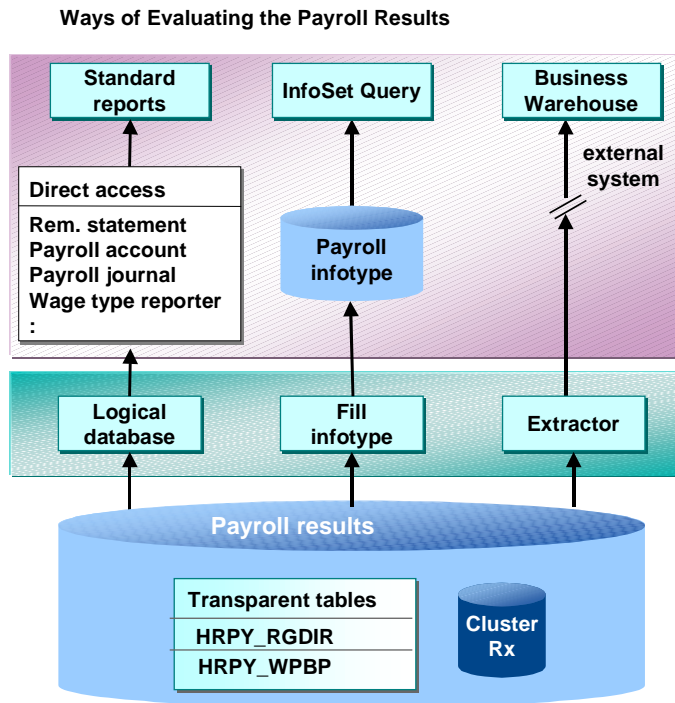 Ways of Evaluating the Payroll Results
Standard
reports
InfoSet Query
Business
Warehouse
external
system
Direct access
Rem. statement
Payroll account
Payroll journal
Wage type reporter
:
Payroll
infotype
Logical
database
Fill
infotype
Extractor
Payroll results
Transparent tables
HRPY_RGDIR
HRPY_WPBP
Cluster
Rx